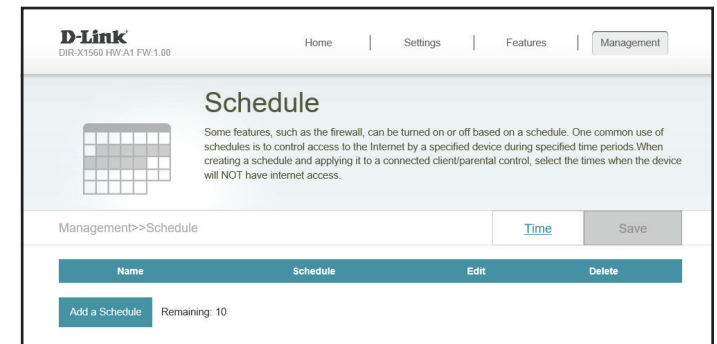 D-Link
DIR-X1560 HW:A1 FW:1.00
Home | Settings | Features | Management
Schedule
Some features, such as the firewall, can be turned on or off based on a schedule. One common use of
schedules is to control access to the Internet by a specified device during specified time periods.When
creating a schedule and applying it to a connected client/parental control, select the times when the device
will NOT have internet access.
Management>>Schedule Time Save
Name Schedule Edit Delete
Add a Schedule Remaining: 10